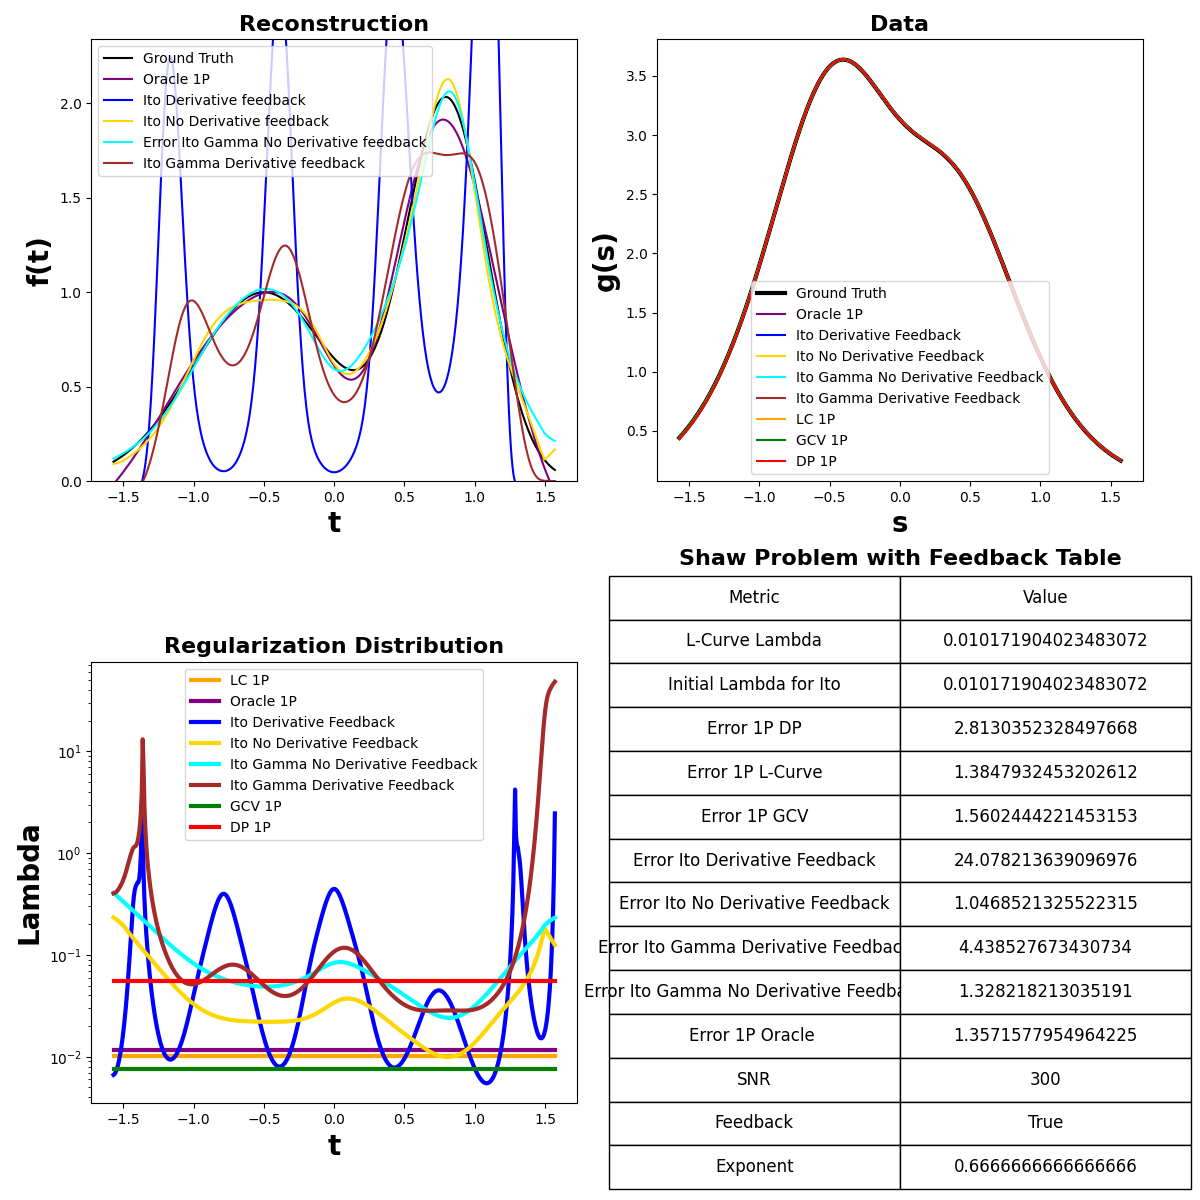 Reconstruction
Ground Truth
Oracle 1P
Ito Derivative feedback
Ito No Derivative feedback
Error Ito Gamma No Derivative feedback
Ito Gamma Derivative feedback
2.0
1.5
1.0
0.5
0.0
f(t)
−1.5 −1.0 −0.5 0.0 0.5 1.0 1.5
t
Data
3.5
3.0
2.5
2.0
1.5
1.0
0.5
g(s)
Ground Truth
Oracle 1P
Ito Derivative Feedback
Ito No Derivative Feedback
Ito Gamma No Derivative Feedback
Ito Gamma Derivative Feedback
LC 1P
GCV 1P
DP 1P
−1.5 −1.0 −0.5 0.0 0.5 1.0 1.5
s
Regularization Distribution
LC 1P
Oracle 1P
Ito Derivative Feedback
Ito No Derivative Feedback
Ito Gamma No Derivative Feedback
Ito Gamma Derivative Feedback
GCV 1P
DP 1P
10¹
10⁰
10⁻¹
10⁻²
Lambda
−1.5 −1.0 −0.5 0.0 0.5 1.0 1.5
t
Shaw Problem with Feedback Table
Metric Value
L-Curve Lambda 0.010171904023483072
Initial Lambda for Ito 0.010171904023483072
Error 1P DP 2.8130352328497668
Error 1P L-Curve 1.3847932453202612
Error 1P GCV 1.5602444221453153
Error Ito Derivative Feedback 24.078213639096976
Error Ito No Derivative Feedback 1.0468521325522315
Error Ito Gamma Derivative Feedbac 4.438527673430734
Error Ito Gamma No Derivative Feedba 1.328218213035191
Error 1P Oracle 1.3571577954964225
SNR 300
Feedback True
Exponent 0.6666666666666666